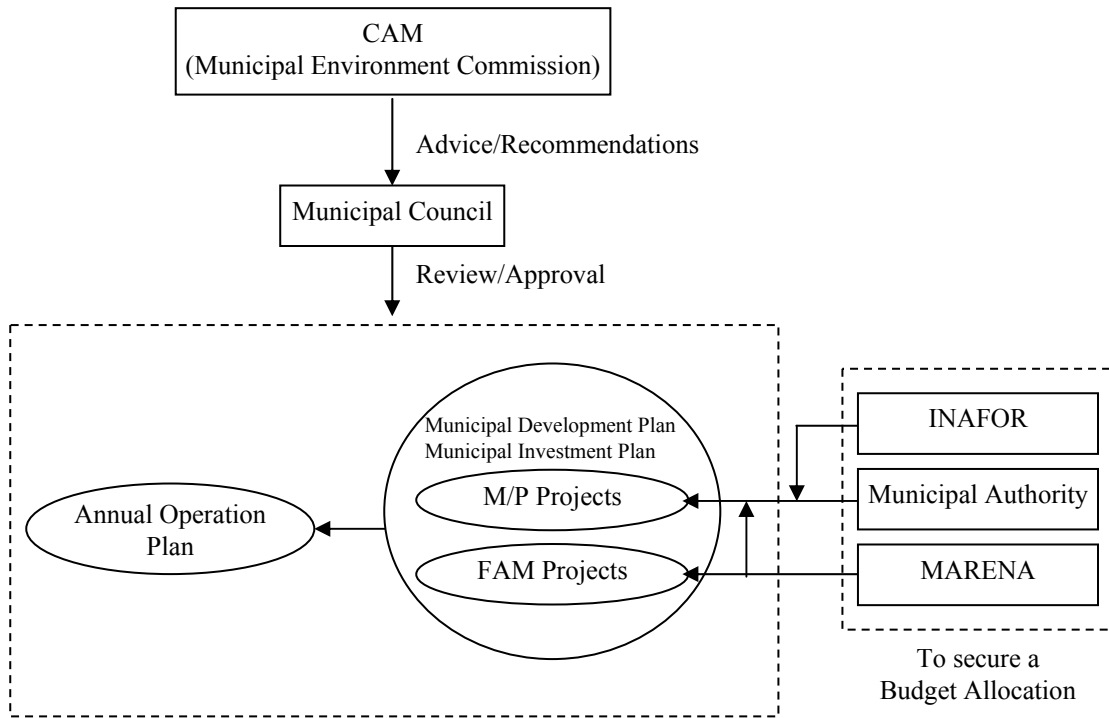 CAM
(Municipal Environment Commission)
Advice/Recommendations
Municipal Council
Review/Approval
Municipal Development Plan
Municipal Investment Plan
M/P Projects
FAM Projects
Annual Operation
Plan
INAFOR
Municipal Authority
MARENA
To secure a
Budget Allocation